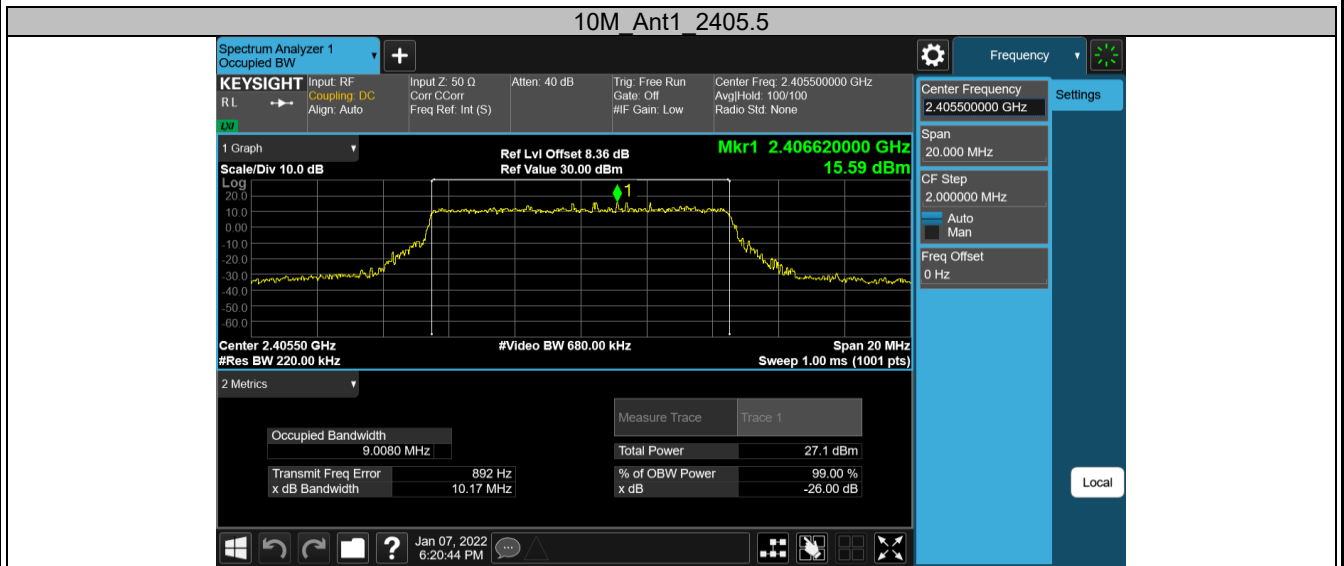 10M_Ant1_2405.5
Spectrum Analyzer 1
Occupied BW
+
Frequency
KEYSIGHT
RL
LXI
Input: RF
Coupling: DC
Align: Auto
Input Z: 50 Ω
Corr CCorr
Freq Ref: Int (S)
Atten: 40 dB
Trig: Free Run
Gate: Off
#IF Gain: Low
Center Freq: 2.405500000 GHz
Avg|Hold: 100/100
Radio Std: None
Center Frequency
2.405500000 GHz
Settings
Span
20.000 MHz
CF Step
2.000000 MHz
Auto
Man
Freq Offset
0 Hz
Local
1 Graph
Scale/Div 10.0 dB
Ref Lvl Offset 8.36 dB
Ref Value 30.00 dBm
Mkr1 2.406620000 GHz
15.59 dBm
Log
20.0
10.0
0.00
-10.0
-20.0
-30.0
-40.0
-50.0
-60.0
1
Center 2.40550 GHz
#Res BW 220.00 kHz
#Video BW 680.00 kHz
Span 20 MHz
Sweep 1.00 ms (1001 pts)
2 Metrics
Measure Trace Trace 1
Occupied Bandwidth
9.0080 MHz
Total Power 27.1 dBm
Transmit Freq Error 892 Hz
% of OBW Power 99.00 %
x dB Bandwidth 10.17 MHz
x dB -26.00 dB
?
Jan 07, 2022
6:20:44 PM